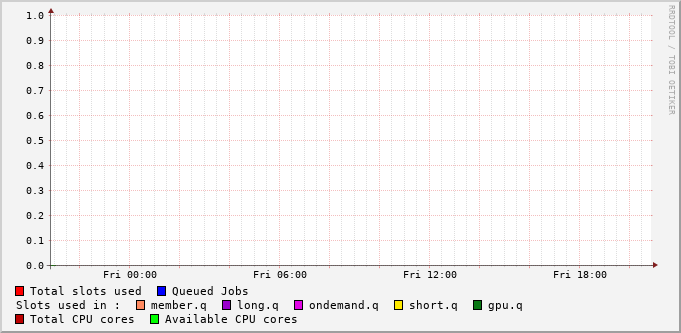 1.0
0.9
0.8
0.7
0.6
0.5
0.4
0.3
0.2
0.1
0.0
Fri 00:00 Fri 06:00 Fri 12:00 Fri 18:00
Total slots used Queued Jobs
Slots used in : member.q long.q ondemand.q short.q gpu.q
Total CPU cores Available CPU cores
RRDTOOL / TOBI OETIKER